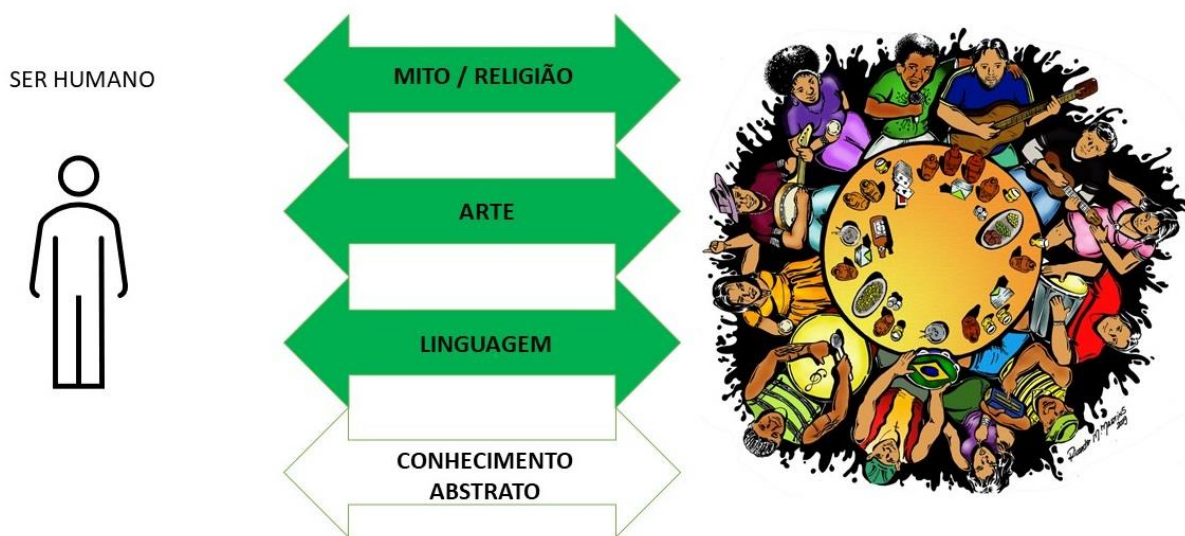 SER HUMANO
MITO / RELIGIÃO
ARTE
LINGUAGEM
CONHECIMENTO
ABSTRATO